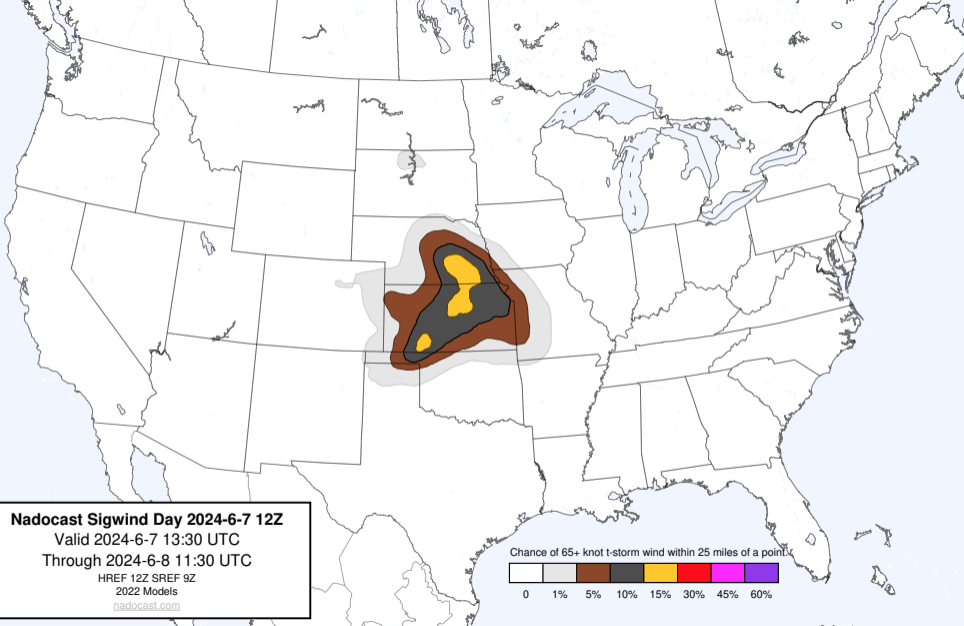 Nadocast Sigwind Day 2024-6-7 12Z
Valid 2024-6-7 13:30 UTC
Through 2024-6-8 11:30 UTC
HREF 12Z SREF 9Z
2022 Models
nadocast.com
Chance of 65+ knot t-storm wind within 25 miles of a point.
0 1% 5% 10% 15% 30% 45% 60%